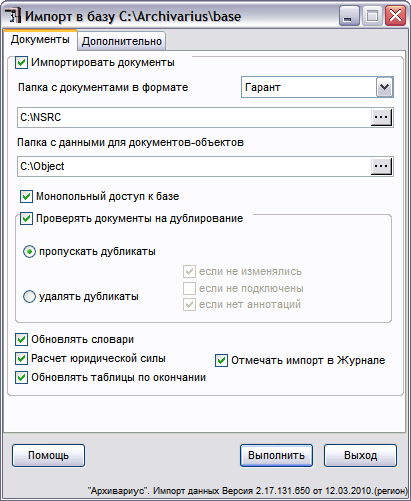 Импорт в базу C:\Archivarius\base
Документы Дополнительно
Импортировать документы
Папка с документами в формате Гарант
C:\NSRC ...
Папка с данными для документов-объектов
C:\Object ...
Монопольный доступ к базе
Проверять документы на дублирование
пропускать дубликаты
если не изменялись
если не подключены
удалять дубликаты
если нет аннотаций
Обновлять словари
Расчет юридической силы Отмечать импорт в Журнале
Обновлять таблицы по окончании
Помощь Выполнить Выход
"Архивариус". Импорт данных Версия 2.17.131.650 от 12.03.2010.(регион)